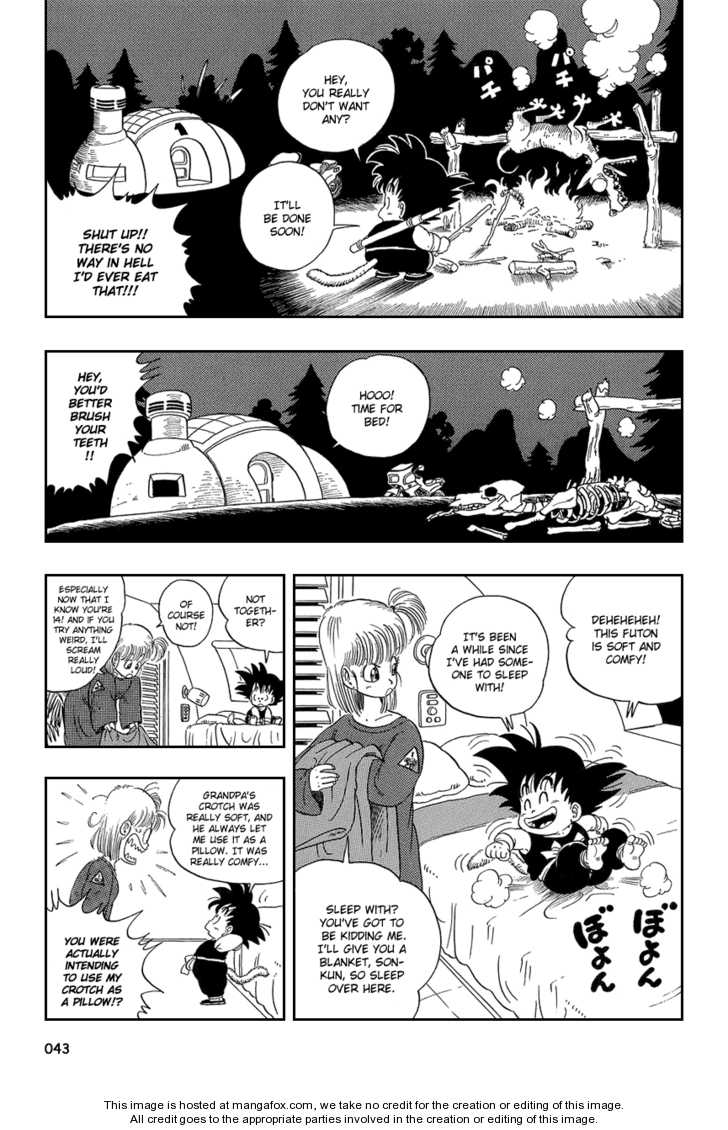 HEY,
YOU REALLY
DON'T WANT
ANY?
パチ
パチ
IT'LL
BE DONE
SOON!
SHUT UP!!
THERE'S NO
WAY IN HELL
I'D EVER EAT
THAT!!!
HEY,
YOU'D
BETTER
BRUSH
YOUR
TEETH
!!
HOOO!
TIME FOR
BED!
DEHEHEHEH!
THIS FUTON
IS SOFT AND
COMFY!
IT'S BEEN
A WHILE SINCE
I'VE HAD SOME-
ONE TO SLEEP
WITH!
ぼよん
ぼよん
SLEEP WITH?
YOU'VE GOT TO
BE KIDDING ME.
I'LL GIVE YOU A
BLANKET, SON-
KUN, SO SLEEP
OVER HERE.
NOT
TOGETH-
ER?
OF
COURSE
NOT!
ESPECIALLY
NOW THAT I
KNOW YOU'RE
14! AND IF YOU
TRY ANYTHING
WEIRD, I'LL
SCREAM
REALLY
LOUD!
GRANDPA'S
CROTCH WAS
REALLY SOFT, AND
HE ALWAYS LET
ME USE IT AS A
PILLOW. IT WAS
REALLY COMFY...
YOU WERE
ACTUALLY
INTENDING
TO USE MY
CROTCH AS
A PILLOW!?
043
This image is hosted at mangafox.com, we take no credit for the creation or editing of this image.
All credit goes to the appropriate parties involved in the creation or editing of this image.